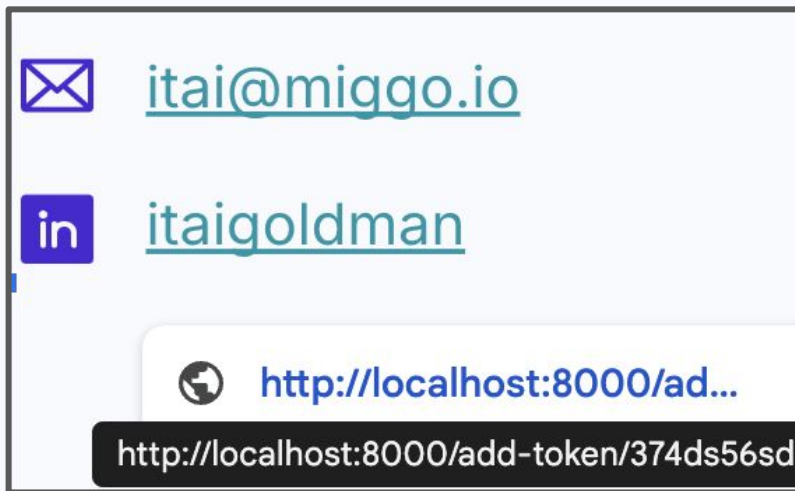 itai@miggo.io
in
itaigoldman
http://localhost:8000/ad...
http://localhost:8000/add-token/374ds56sd